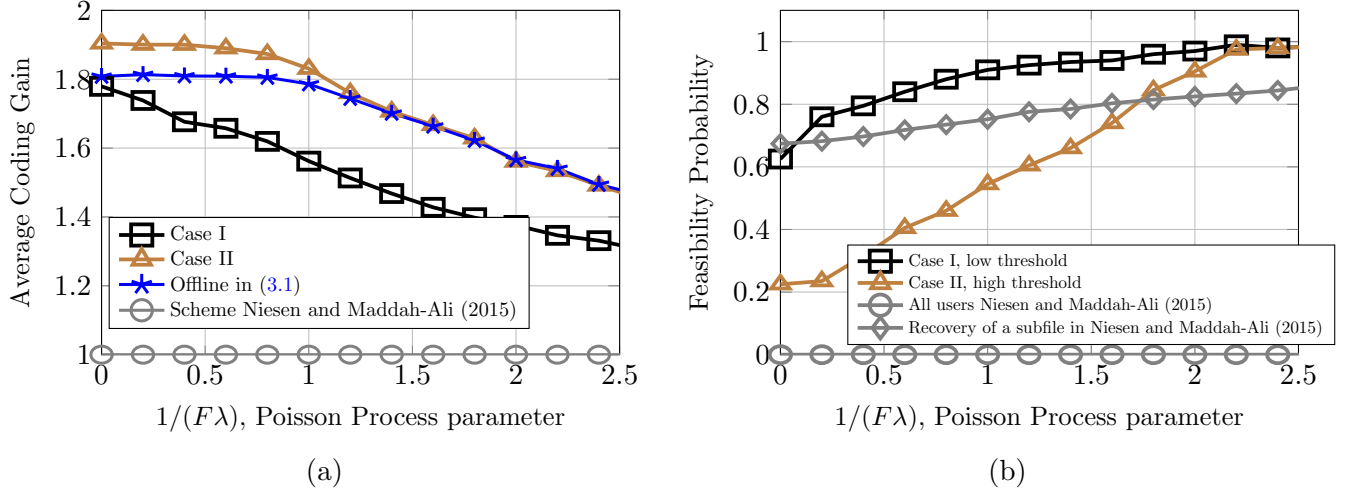 2
1.8
1.6
1.4
1.2
1
0
0.5
1
1.5
2
2.5
Average Coding Gain
1/(Fλ), Poisson Process parameter
Case I
Case II
Offline in (3.1)
Scheme Niesen and Maddah-Ali (2015)
(a)
1
0.8
0.6
0.4
0.2
0
0
0.5
1
1.5
2
2.5
Feasibility Probability
1/(Fλ), Poisson Process parameter
Case I, low threshold
Case II, high threshold
All users Niesen and Maddah-Ali (2015)
Recovery of a subfile in Niesen and Maddah-Ali (2015)
(b)